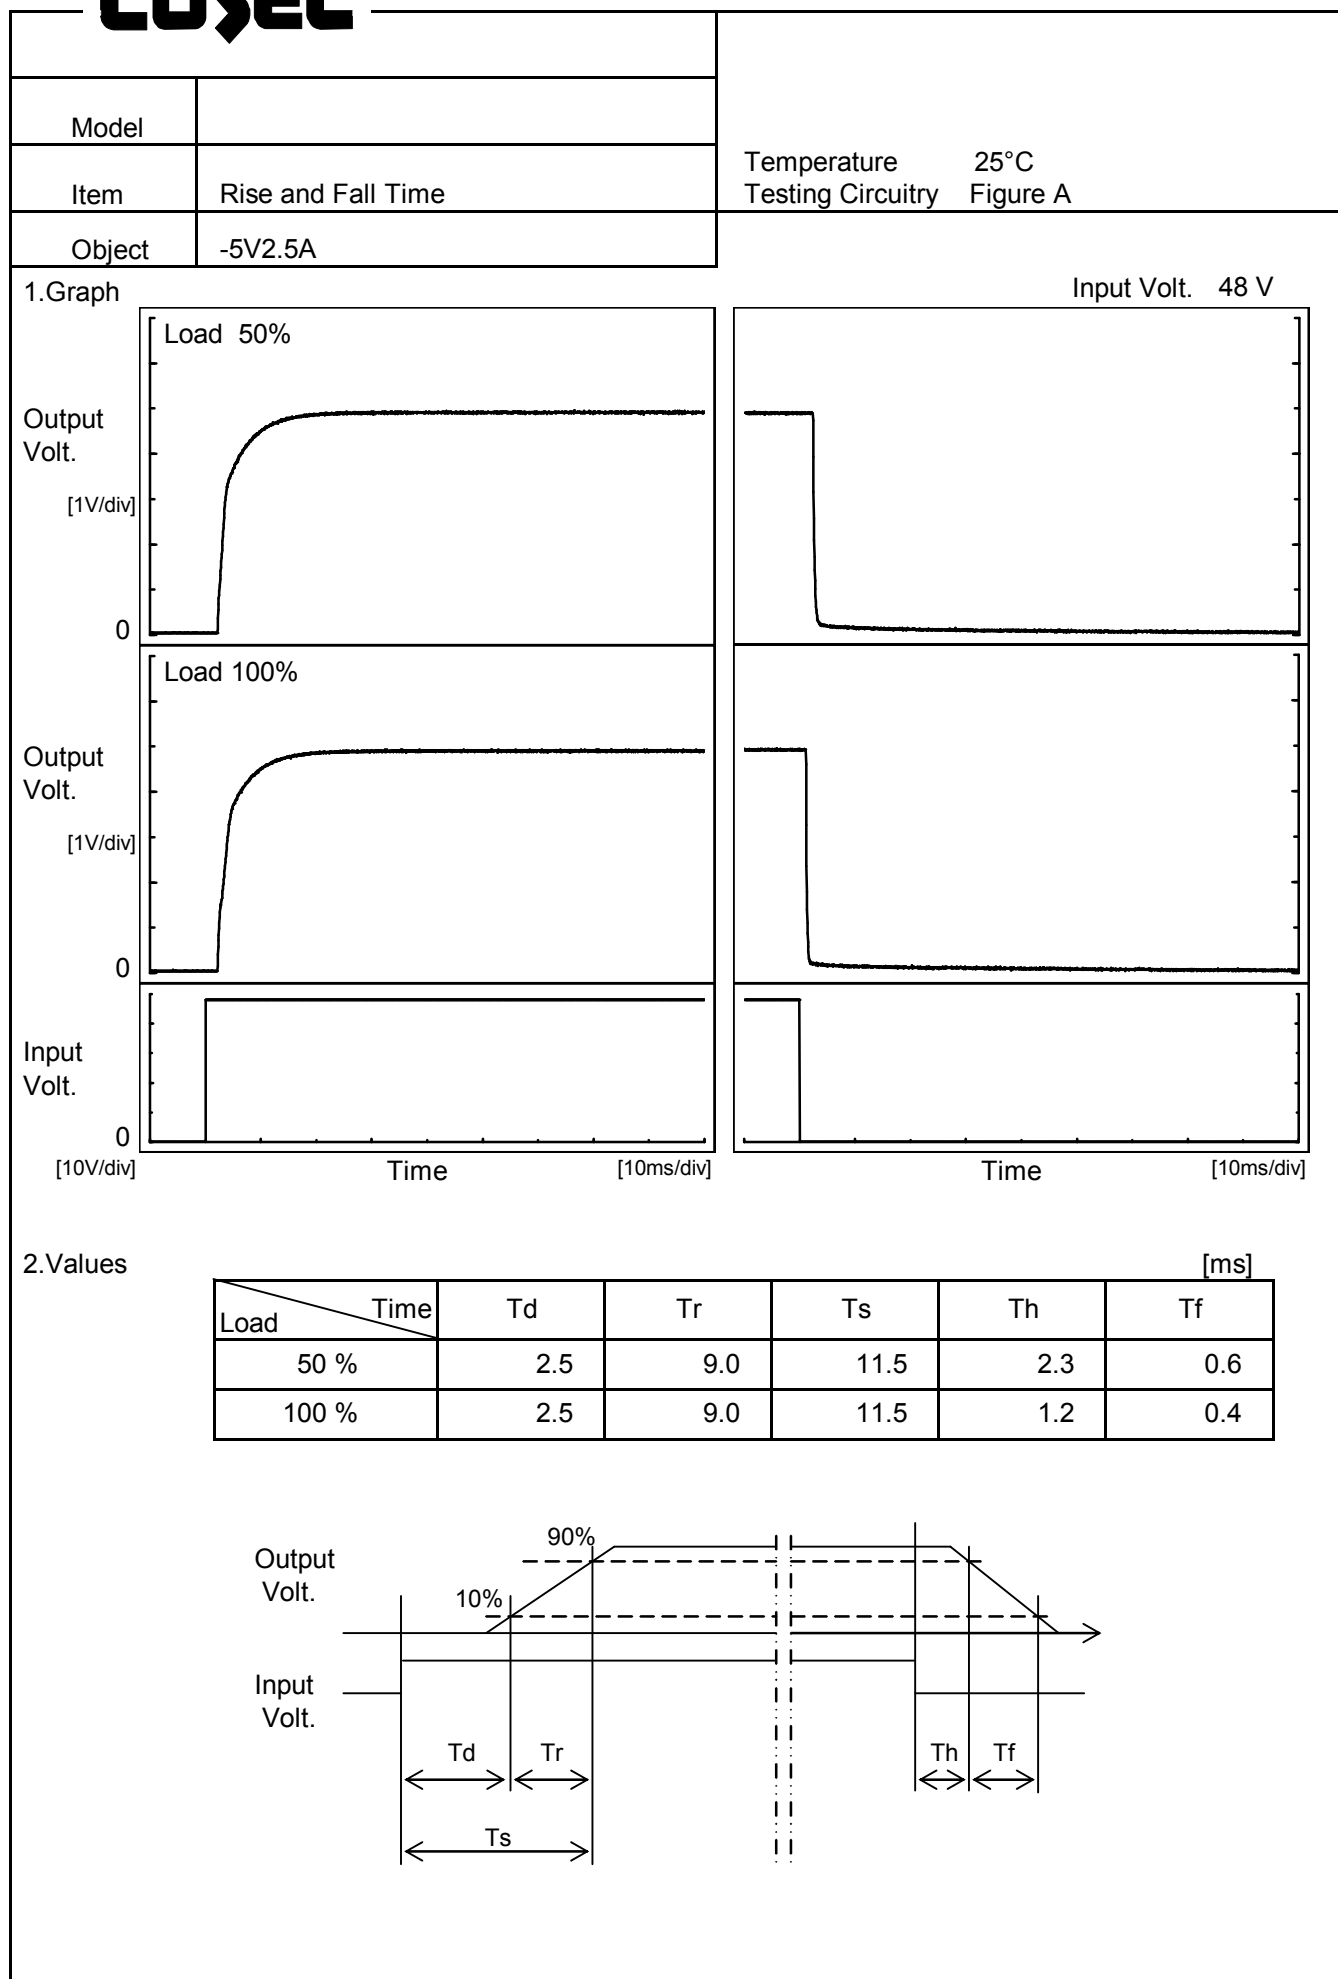 COSEL
Model
Temperature 25°C
Item Rise and Fall Time Testing Circuitry Figure A
Object -5V2.5A
1.Graph Input Volt. 48 V
Load 50%
Output
Volt.
[1V/div]
0
Load 100%
Output
Volt.
[1V/div]
0
Input
Volt.
0
[10V/div] Time [10ms/div] Time [10ms/div]
2.Values [ms]
Time Td Tr Ts Th Tf
Load
50 % 2.5 9.0 11.5 2.3 0.6
100 % 2.5 9.0 11.5 1.2 0.4
90%
Output
Volt.
10%
Input
Volt.
Td Tr Th Tf
Ts